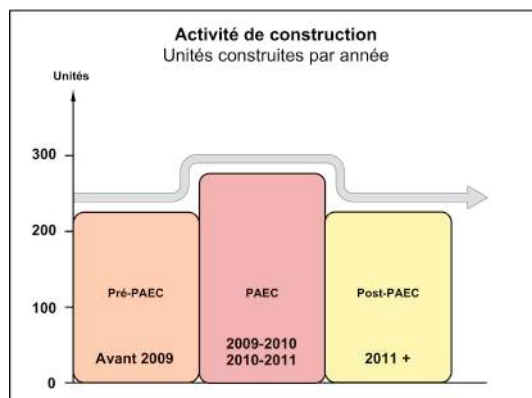 Activité de construction
Unités construites par année
Unités
300
200
100
0
Pré-PAEC
PAEC
Post-PAEC
Avant 2009
2009-2010
2010-2011
2011 +